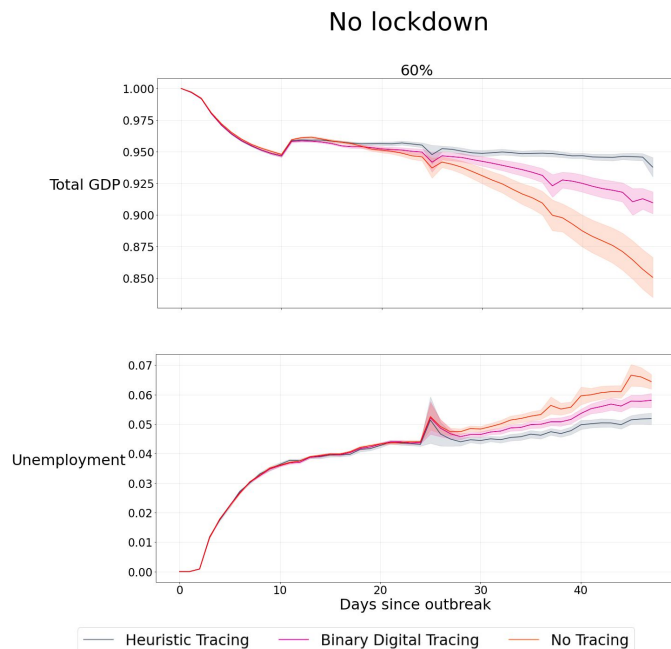 No lockdown
60%
1.000
0.975
0.950
Total GDP
0.925
0.900
0.875
0.850
0.07
0.06
0.05
Unemployment
0.04
0.03
0.02
0.01
0.00
0 10 20 30 40
Days since outbreak
Heuristic Tracing Binary Digital Tracing No Tracing